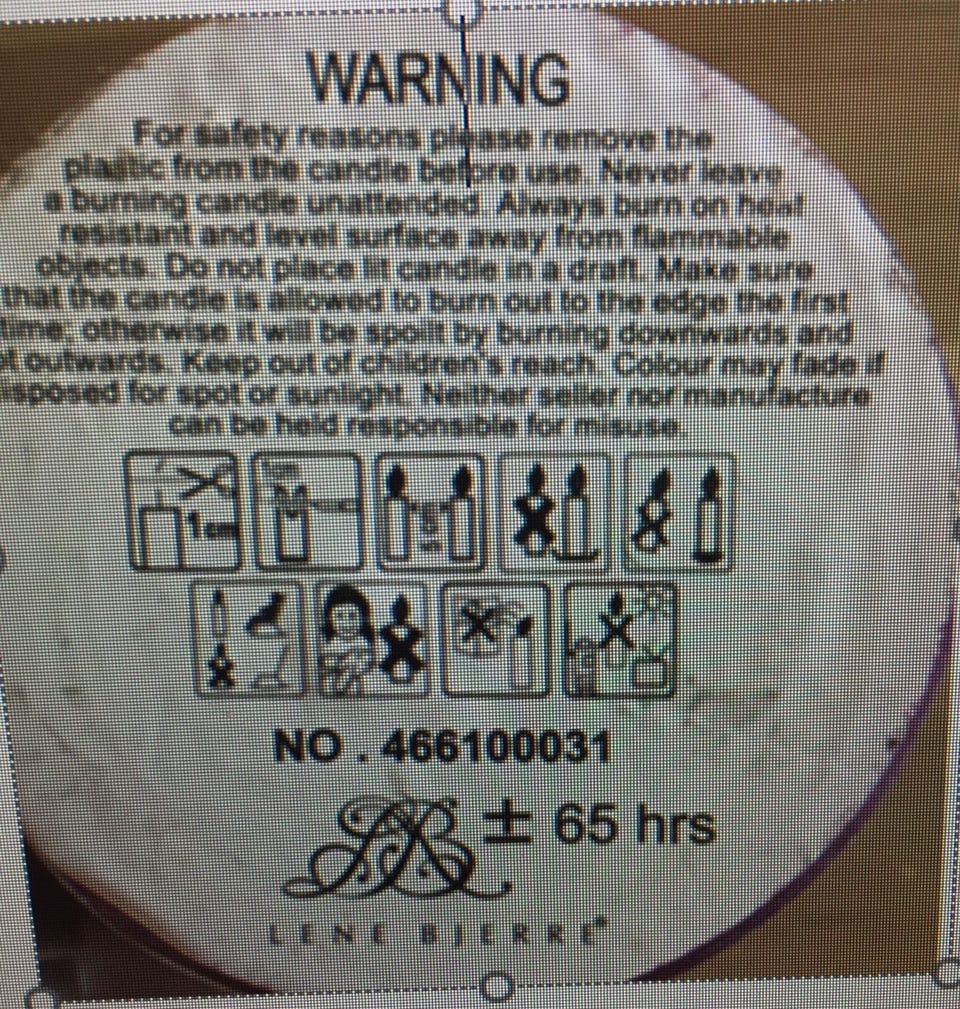 WARNING
For safety reasons please remove the
plastic from the candle before use. Never leave
a burning candle unattended. Always burn on heat
resistant and level surface away from flammable
objects. Do not place lit candle in a draft. Make sure
that the candle is allowed to burn out to the edge the first
time; otherwise it will be spoilt by burning downwards and
outwards. Keep out of children's reach. Colour may fade if
isposed for spot or sunlight. Neither seller nor manufacture
can be held responsible for misuse.
1cm
NO . 466100031
± 65 hrs
LENE BJERRE